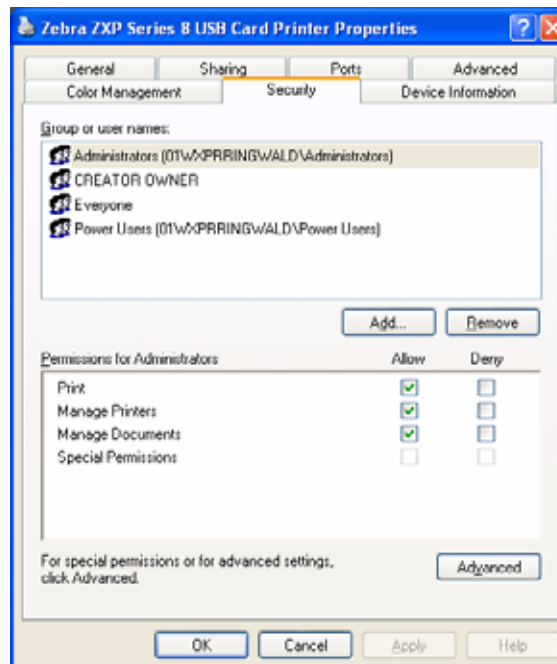 Zebra ZXP Series 8 USB Card Printer Properties
General Sharing Ports Advanced
Color Management Security Device Information
Group or user names:
Administrators (01WXPRRINGWALD\Administrators)
CREATOR OWNER
Everyone
Power Users (01WXPRRINGWALD\Power Users)
Add... Remove
Permissions for Administrators Allow Deny
Print
Manage Printers
Manage Documents
Special Permissions
For special permissions or for advanced settings,
click Advanced.
Advanced
OK Cancel Apply Help